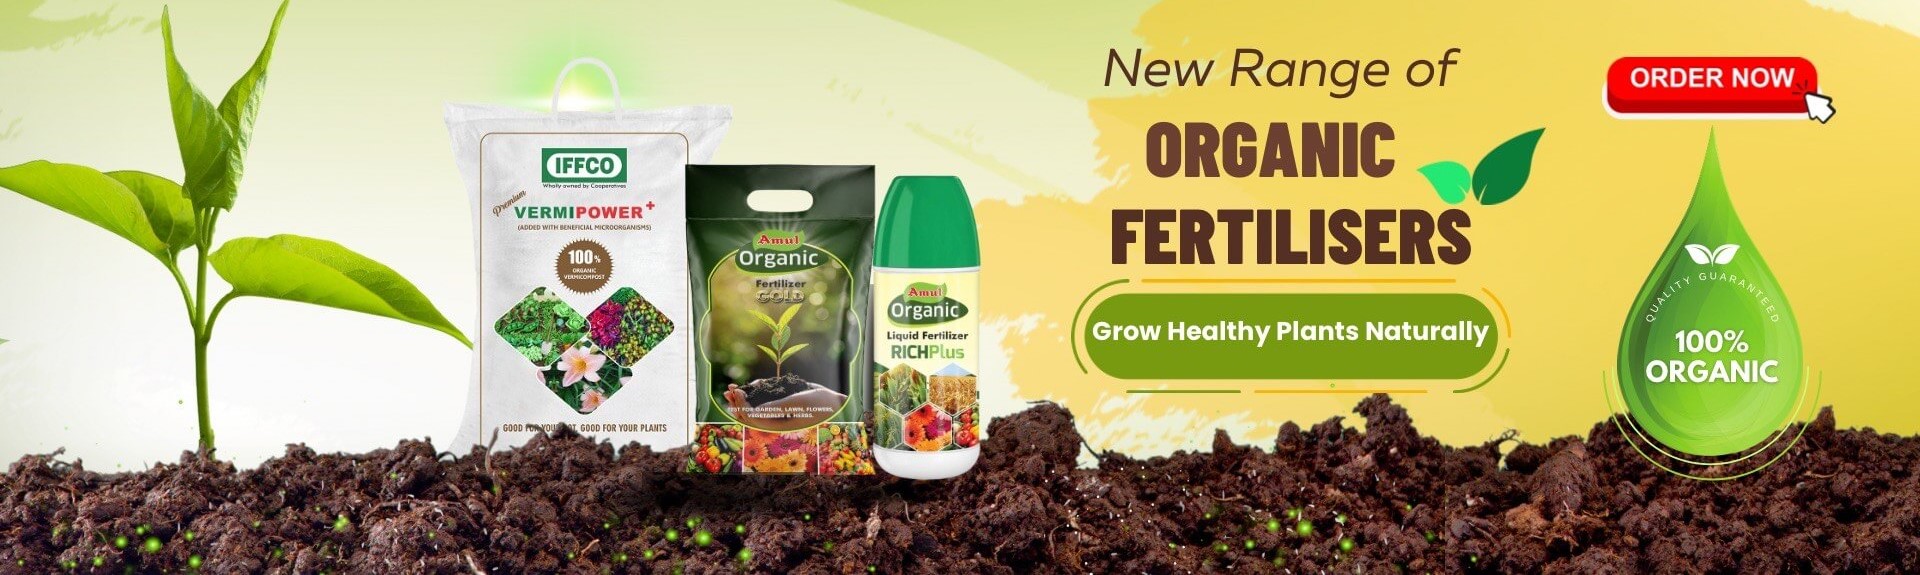 IFFCO
Wholly owned by Cooperatives
Premium
VERMIPOWER+
(ADDED WITH BENEFICIAL MICROORGANISMS)
100%
ORGANIC
VERMICOMPOST
GOOD FOR YOUR POT, GOOD FOR YOUR PLANTS
Amul
Organic
Fertilizer
GOLD
BEST FOR GARDEN, LAWN, FLOWERS,
VEGETABLES & HERBS.
Amul
Organic
Liquid Fertilizer
RICHPlus
New Range of
ORGANIC
FERTILISERS
Grow Healthy Plants Naturally
ORDER NOW
QUALITY GUARANTEED
100%
ORGANIC